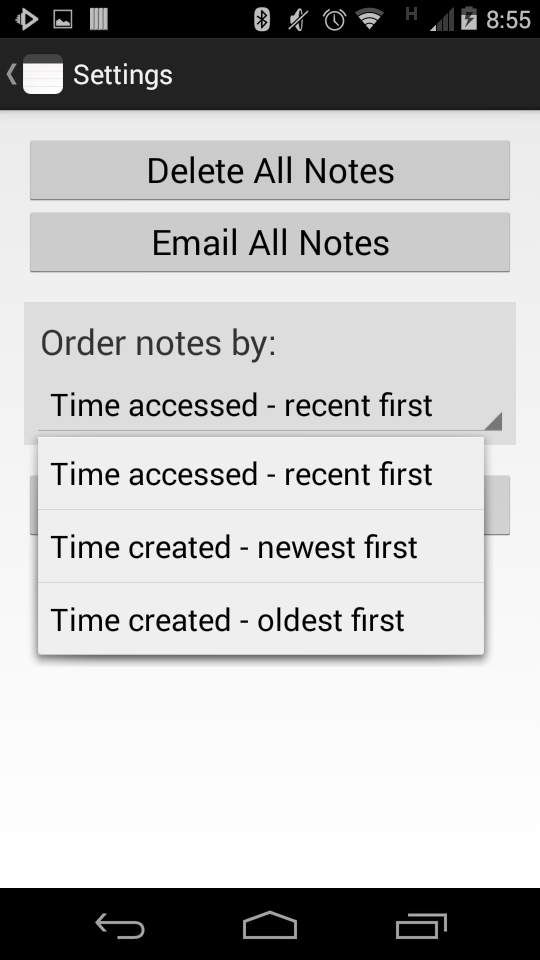 H 8:55
Settings
Delete All Notes
Email All Notes
Order notes by:
Time accessed - recent first
Time accessed - recent first
Time created - newest first
Time created - oldest first